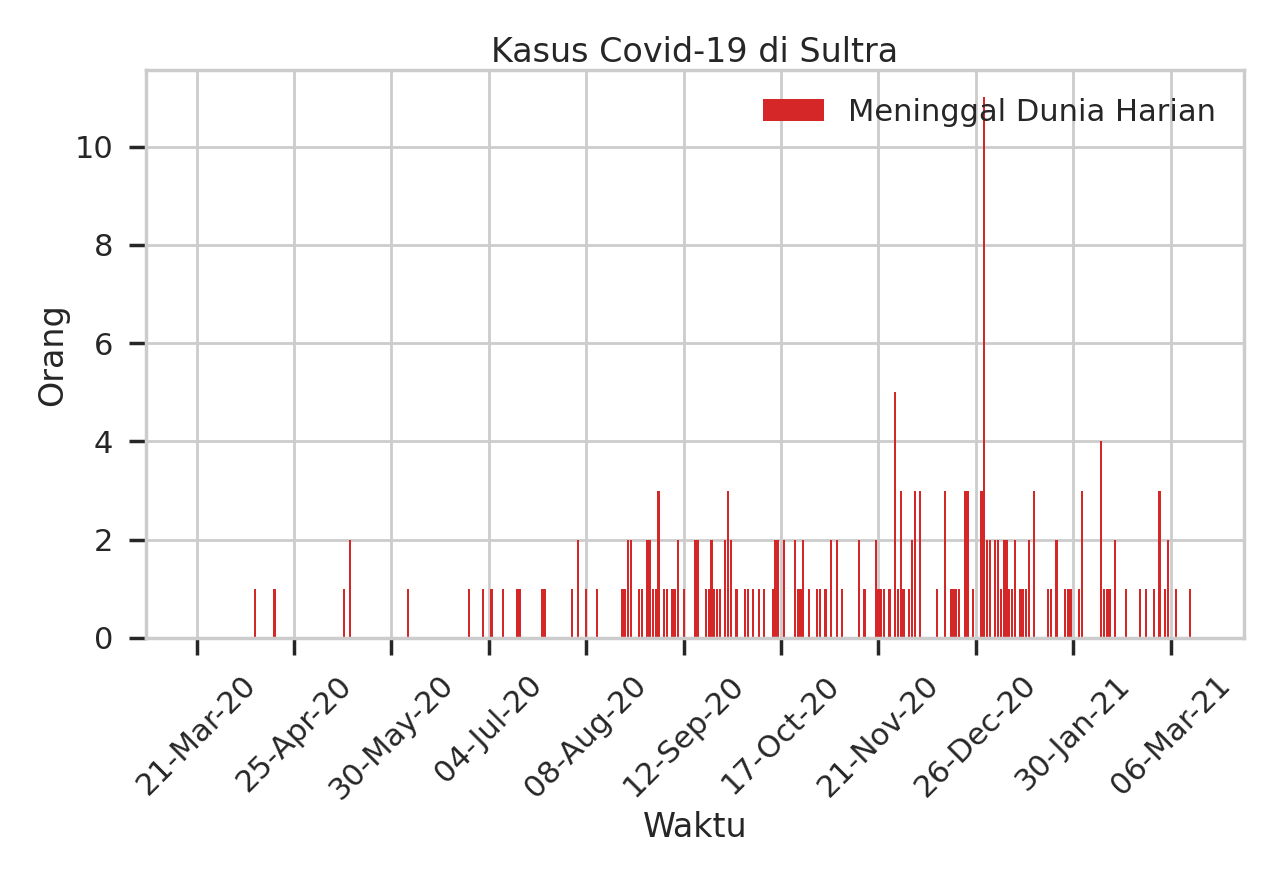 Kasus Covid-19 di Sultra
Meninggal Dunia Harian
Orang
10
8
6
4
2
0
21-Mar-20
25-Apr-20
30-May-20
04-Jul-20
08-Aug-20
12-Sep-20
17-Oct-20
21-Nov-20
26-Dec-20
30-Jan-21
06-Mar-21
Waktu